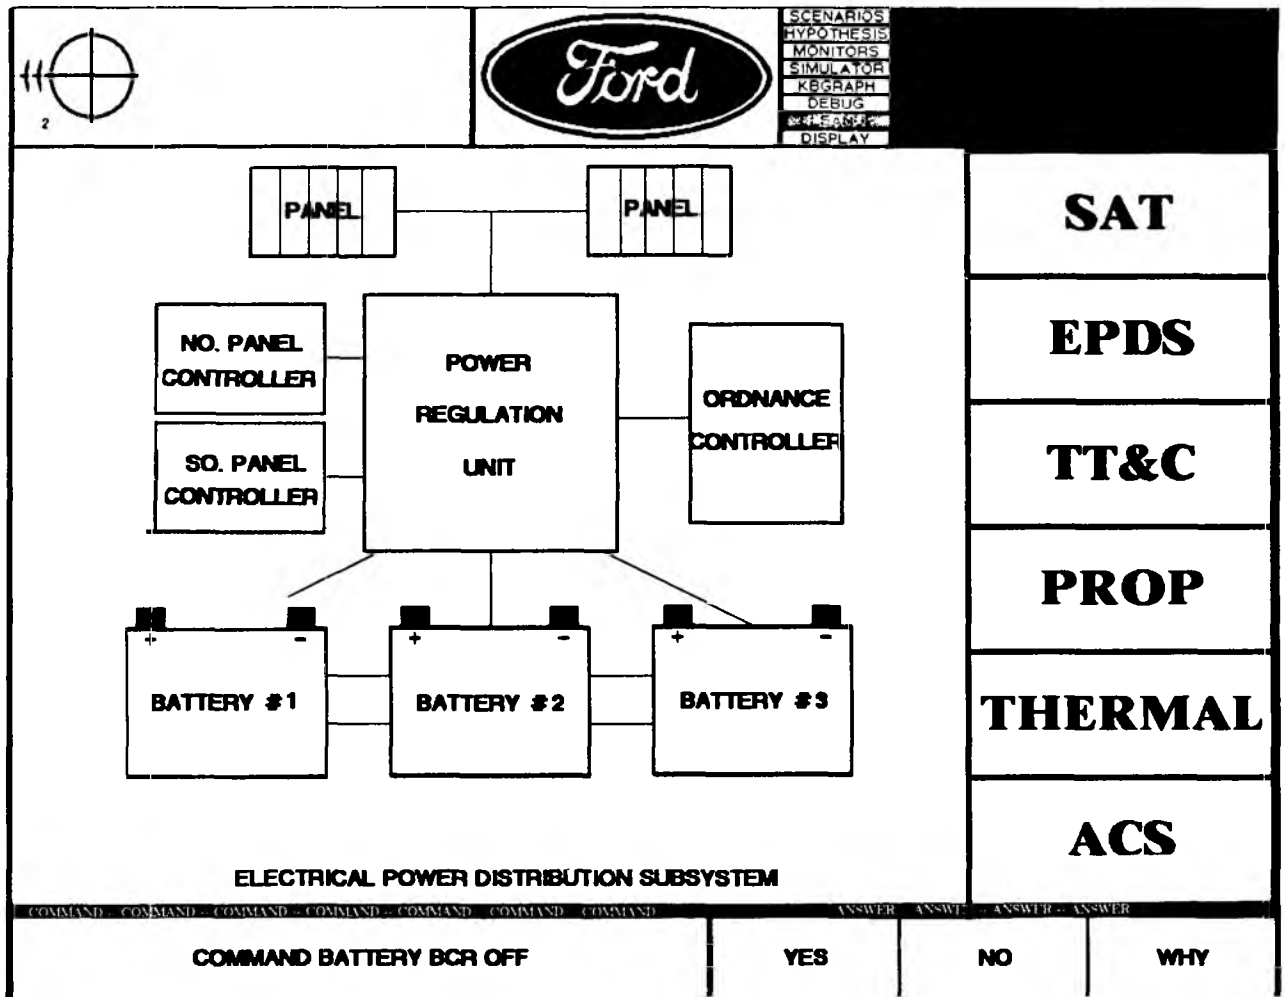 2
Ford
SCENARIOS
HYPOTHESIS
MONITORS
SIMULATOR
KBGRAPH
DEBUG
DISPLAY
PANEL
PANEL
NO. PANEL
CONTROLLER
SO. PANEL
CONTROLLER
POWER
REGULATION
UNIT
ORDNANCE
CONTROLLER
+ -
BATTERY #1
+ -
BATTERY #2
+ -
BATTERY #3
ELECTRICAL POWER DISTRIBUTION SUBSYSTEM
SAT
EPDS
TT&C
PROP
THERMAL
ACS
COMMAND -- COMMAND -- COMMAND -- COMMAND -- COMMAND -- COMMAND -- COMMAND
ANSWER -- ANSWER -- ANSWER -- ANSWER
COMMAND BATTERY BCR OFF
YES
NO
WHY